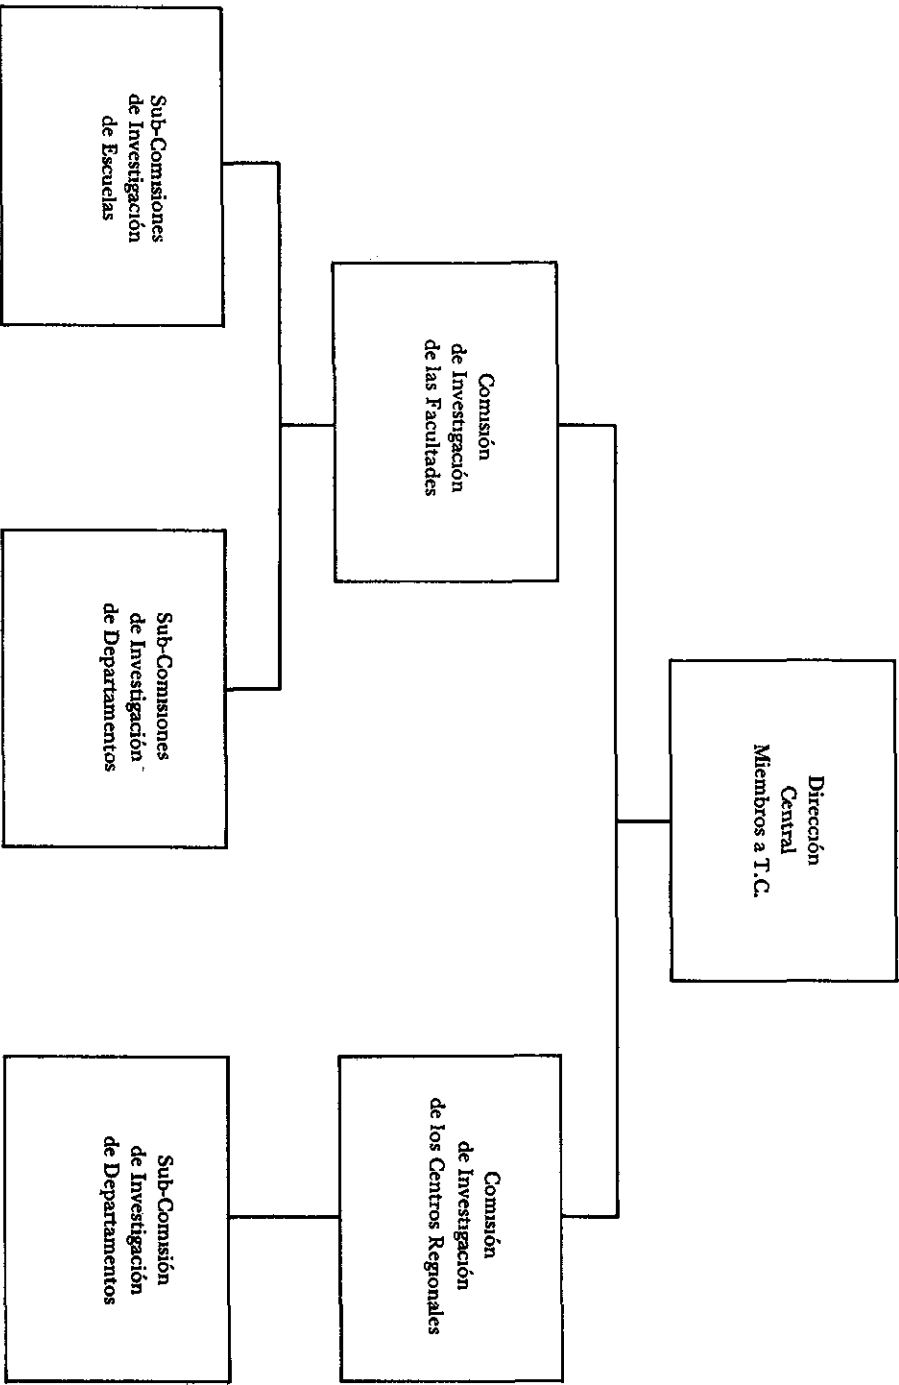 Dirección
Central
Miembros a T.C.
Comisión
de Investigación
de las Facultades
Comisión
de Investigación
de los Centros Regionales
Sub-Comisiones
de Investigación
de Escuelas
Sub-Comisiones
de Investigación
de Departamentos
Sub-Comisión
de Investigación
de Departamentos